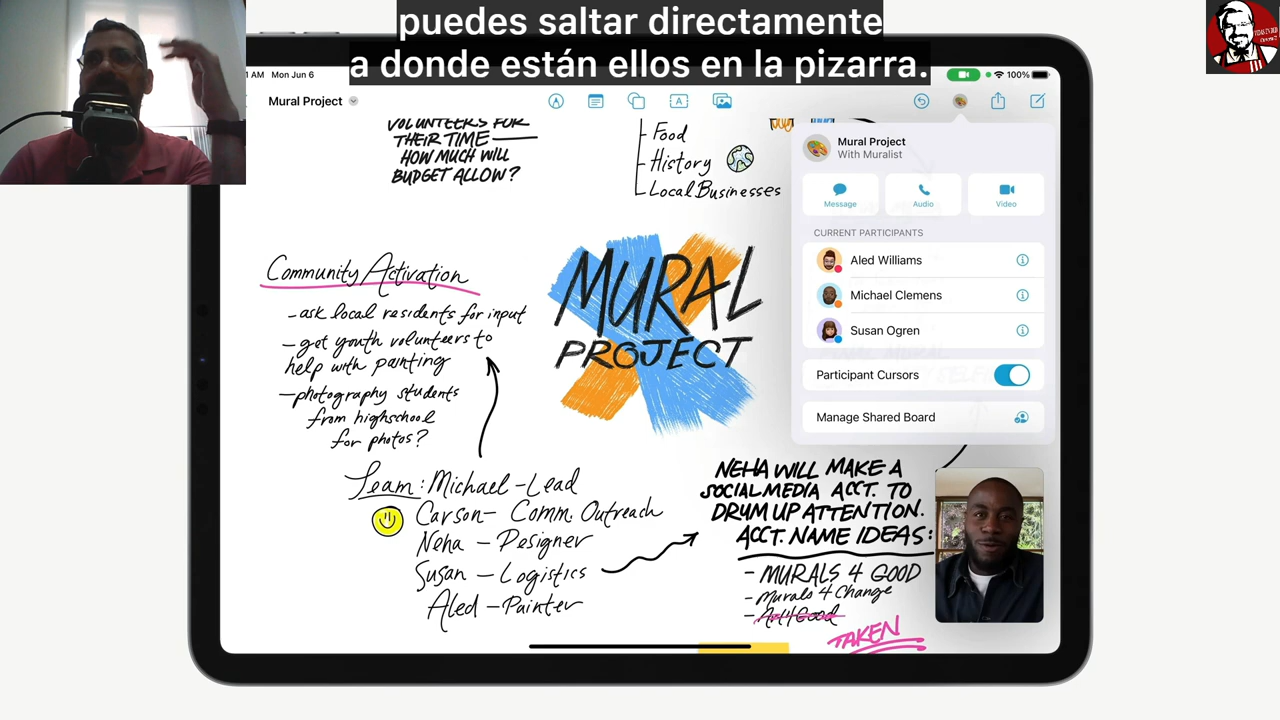 puedes saltar directamente
a donde están ellos en la pizarra.
1 AM Mon Jun 6
100%
Mural Project
VOLUNTEERS FOR
THEIR TIME
HOW MUCH WILL
BUDGET ALLOW?
- Food
- History
- Local Businesses
Mural Project
With Muralist
Message Audio Video
CURRENT PARTICIPANTS
Aled Williams
Michael Clemens
Susan Ogren
Participant Cursors
Manage Shared Board
Community Activation
- ask local residents for input
- get youth volunteers to
help with painting
- photography students
from highschool
for photos?
MURAL
PROJECT
Team: Michael - Lead
Carson - Comm. Outreach
Neha - Designer
Susan - Logistics
Aled - Painter
NEHA WILL MAKE A
SOCIAL MEDIA ACCT. TO
DRUM UP ATTENTION.
ACCT. NAME IDEAS:
- MURALS 4 GOOD
- Murals 4 Change
- Art4Good
TAKEN